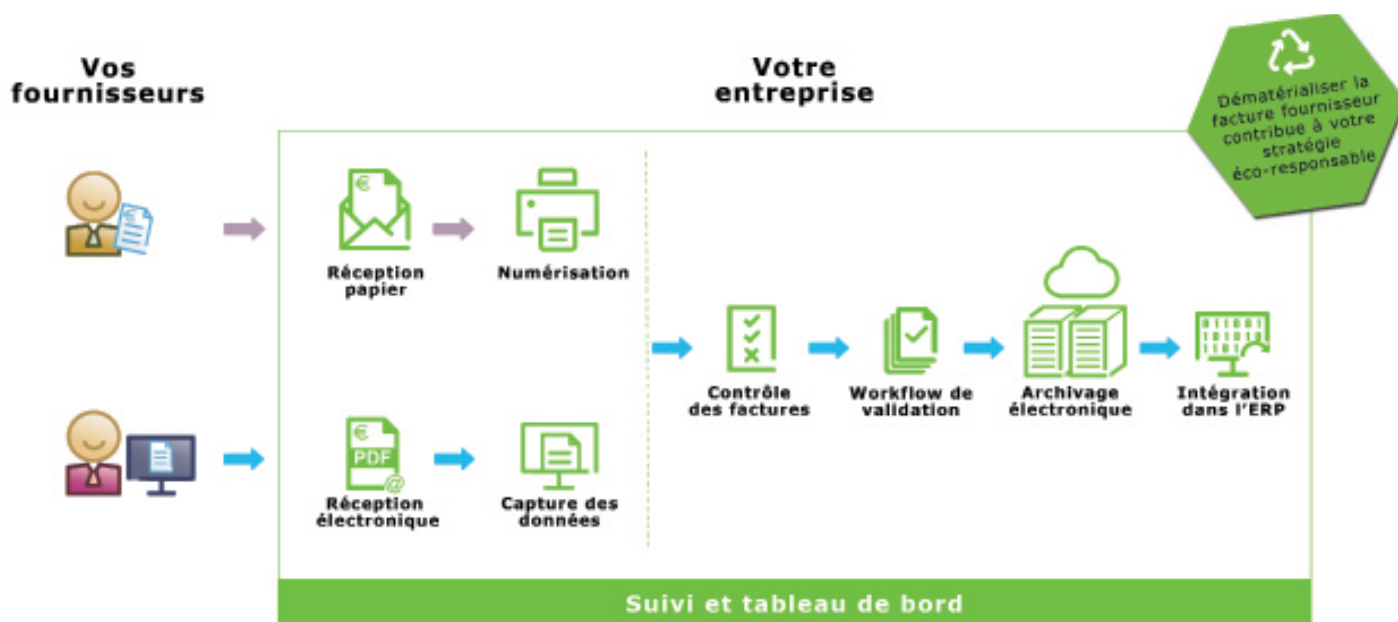 Vos
fournisseurs
Votre
entreprise
Dématérialiser la
facture fournisseur
contribue à votre
stratégie
éco-responsable
€
Réception
papier
Numérisation
Contrôle
des factures
Workflow de
validation
Archivage
électronique
Intégration
dans l'ERP
€
PDF
@
Réception
électronique
Capture des
données
Suivi et tableau de bord